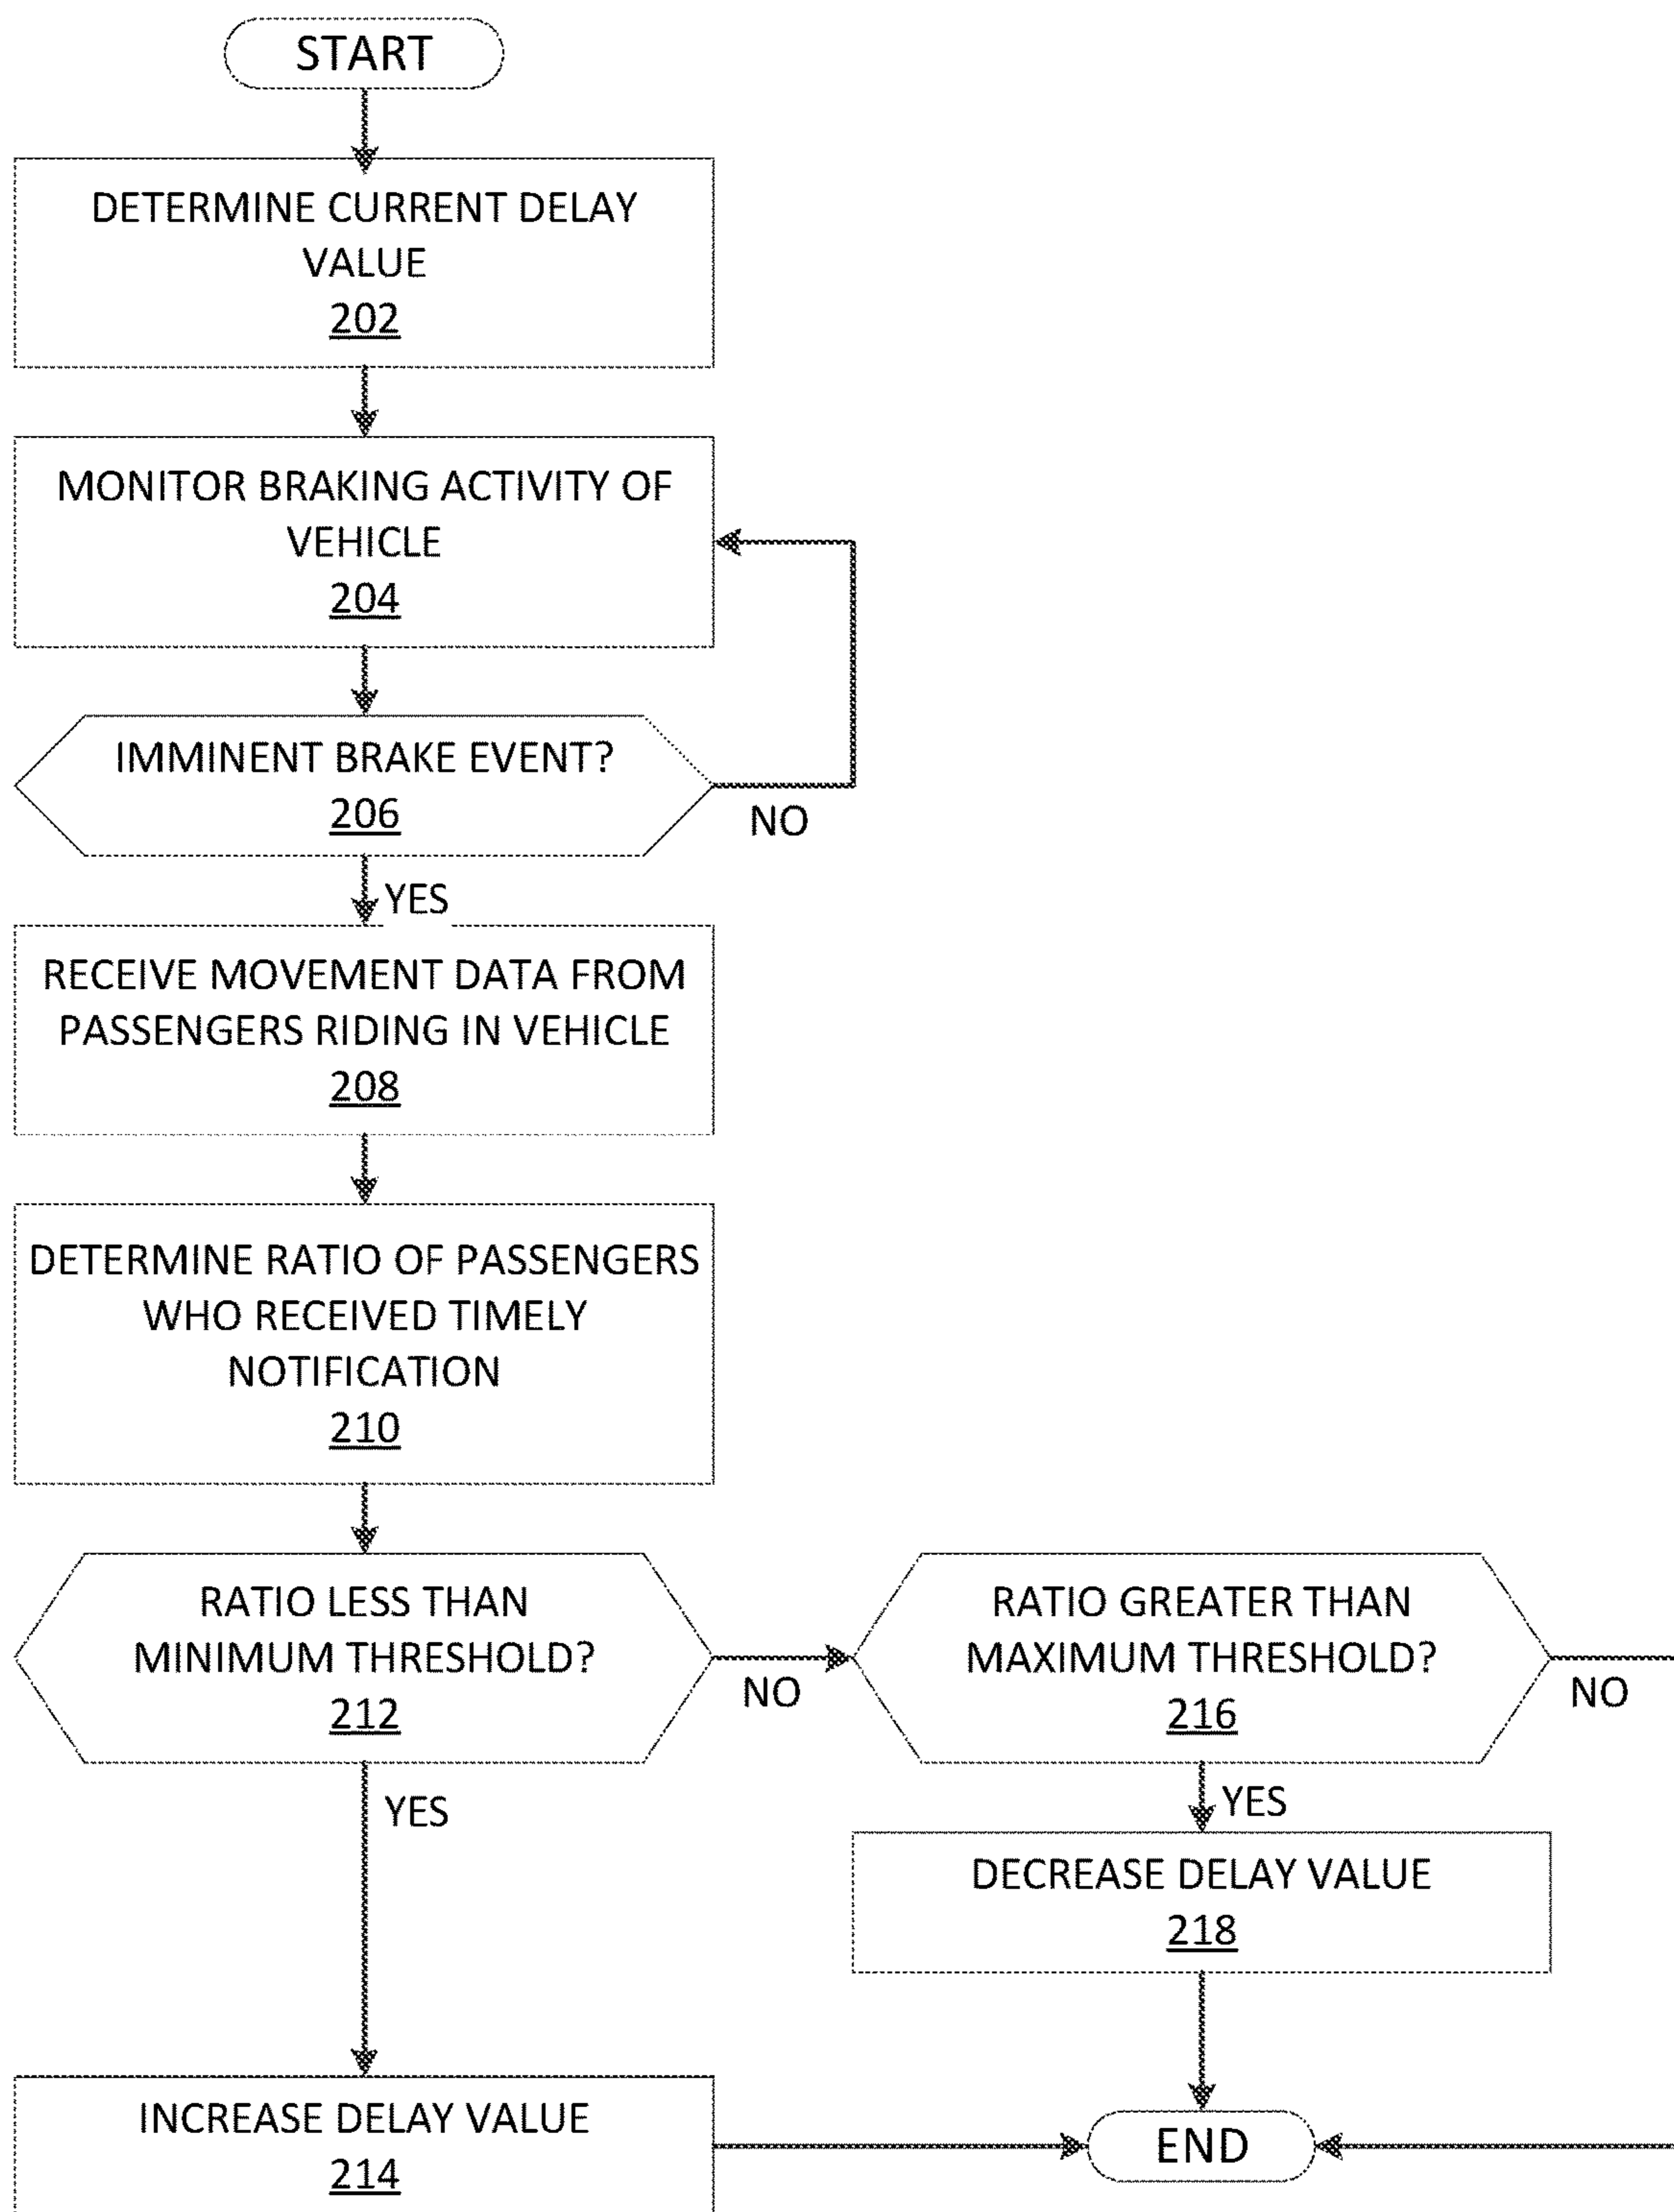 START
DETERMINE CURRENT DELAY
VALUE
202
MONITOR BRAKING ACTIVITY OF
VEHICLE
204
IMMINENT BRAKE EVENT?
206
NO
YES
RECEIVE MOVEMENT DATA FROM
PASSENGERS RIDING IN VEHICLE
208
DETERMINE RATIO OF PASSENGERS
WHO RECEIVED TIMELY
NOTIFICATION
210
RATIO LESS THAN
MINIMUM THRESHOLD?
212
NO
RATIO GREATER THAN
MAXIMUM THRESHOLD?
216
NO
YES
YES
DECREASE DELAY VALUE
218
INCREASE DELAY VALUE
214
END